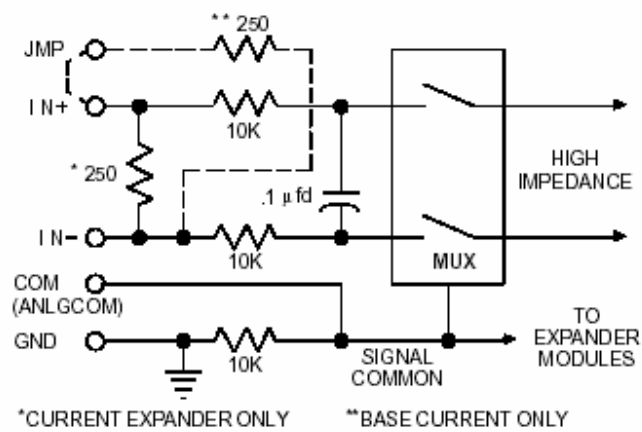 ** 250
JMP
IN+
10K
* 250
HIGH
IMPEDANCE
.1 µfd
IN-
10K
MUX
COM
(ANLGCOM)
TO
EXPANDER
MODULES
GND
10K
SIGNAL
COMMON
*CURRENT EXPANDER ONLY
**BASE CURRENT ONLY